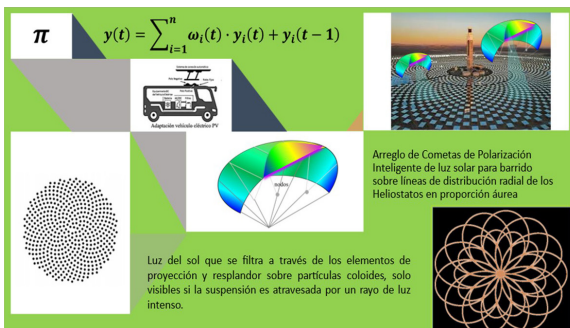 π
y(t) = ∑ⁿᵢ₌₁ ωᵢ(t) · yᵢ(t) + yᵢ(t − 1)
Adaptación vehículo eléctrico PV
nodos
Arreglo de Cometas de Polarización
Inteligente de luz solar para barrido
sobre líneas de distribución radial de los
Heliostatos en proporción áurea
Luz del sol que se filtra a través de los elementos de
proyección y resplandor sobre partículas coloides, solo
visibles si la suspensión es atravesada por un rayo de luz
intenso.